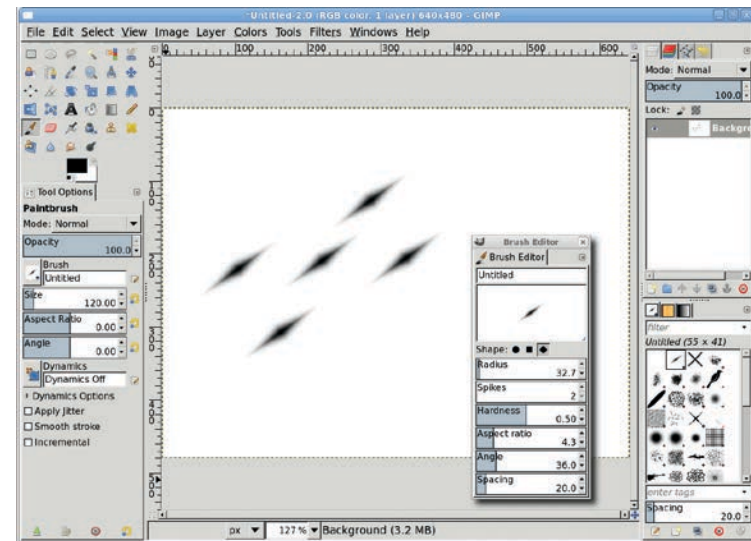 *Untitled-2.0 (RGB color, 1 layer) 640x480 – GIMP
File Edit Select View Image Layer Colors Tools Filters Windows Help
100 200 300 400 500 600
Tool Options
Paintbrush
Mode: Normal
Opacity
100.0
Brush
Untitled
Size
120.00
Aspect Ratio
0.00
Angle
0.00
Dynamics
Dynamics Off
Dynamics Options
Apply Jitter
Smooth stroke
Incremental
px 127% Background (3.2 MB)
Brush Editor
Brush Editor
Untitled
Shape:
Radius
32.7
Spikes
2
Hardness
0.50
Aspect ratio
4.3
Angle
36.0
Spacing
20.0
Mode: Normal
Opacity
100.0
Lock:
Backgro
filter
Untitled (55 × 41)
enter tags
Spacing
20.0